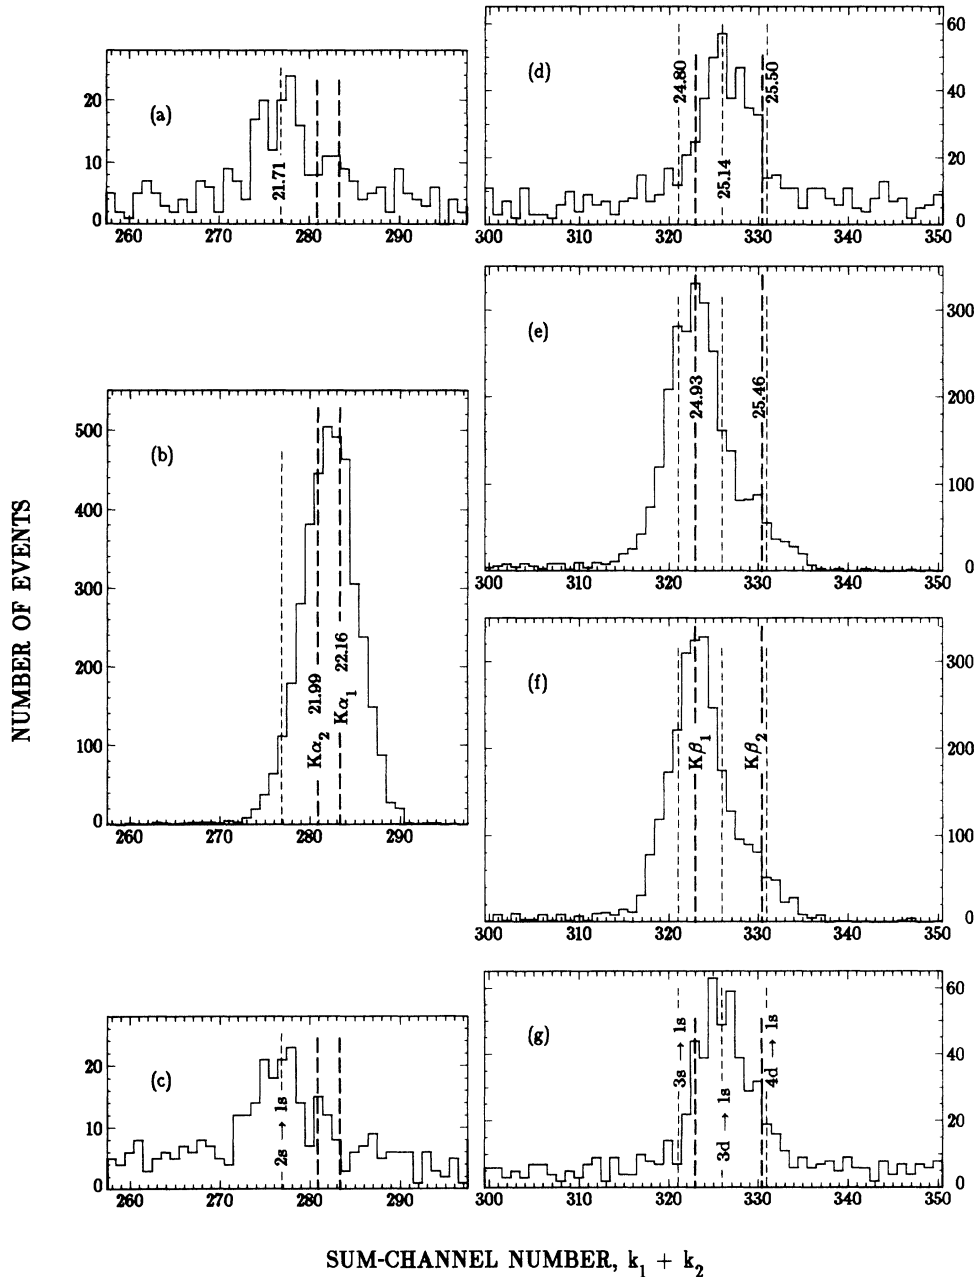 NUMBER OF EVENTS
(a)
20
10
0
21.71
260 270 280 290
(b)
500
400
300
200
100
0
Kα₂ 21.99
Kα₁ 22.16
260 270 280 290
(c)
20
10
0
2s → 1s
260 270 280 290
(d)
60
40
20
0
24.80
25.14
25.50
300 310 320 330 340 350
(e)
300
200
100
0
24.93
25.46
300 310 320 330 340 350
(f)
300
200
100
0
Kβ₁
Kβ₂
300 310 320 330 340 350
(g)
60
40
20
0
3s → 1s
3d → 1s
4d → 1s
300 310 320 330 340 350
SUM-CHANNEL NUMBER, k₁ + k₂